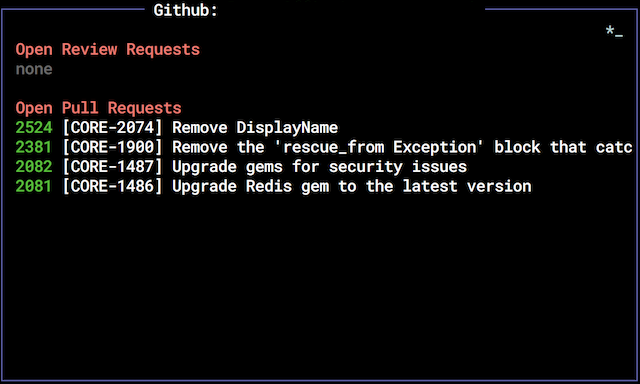 Github:
*_
Open Review Requests
none
Open Pull Requests
2524 [CORE-2074] Remove DisplayName
2381 [CORE-1900] Remove the 'rescue_from Exception' block that catc
2082 [CORE-1487] Upgrade gems for security issues
2081 [CORE-1486] Upgrade Redis gem to the latest version